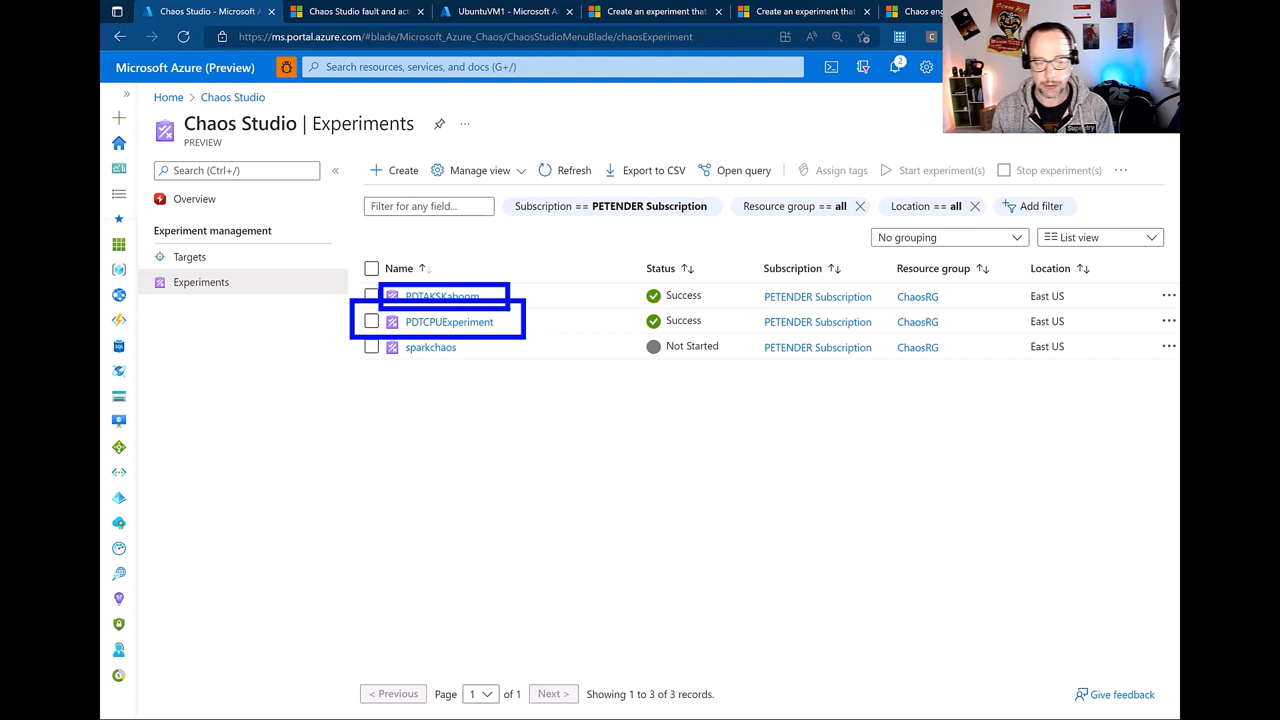 Chaos Studio - Microsoft A
Chaos Studio fault and act
UbuntuVM1 - Microsoft A
Create an experiment that
Create an experiment that
Chaos eng
https://ms.portal.azure.com/#blade/Microsoft_Azure_Chaos/ChaosStudioMenuBlade/chaosExperiment
Microsoft Azure (Preview)
Search resources, services, and docs (G+/)
2
Home > Chaos Studio
Chaos Studio | Experiments
...
PREVIEW
Search (Ctrl+/)
«
Create
Manage view
Refresh
Export to CSV
Open query
Assign tags
Start experiment(s)
Stop experiment(s)
...
Overview
Filter for any field...
Subscription == PETENDER Subscription
Resource group == all
Location == all
Add filter
Experiment management
No grouping
List view
Targets
Experiments
Name
Status
Subscription
Resource group
Location
PDTAKSKaboom
Success
PETENDER Subscription
ChaosRG
East US
...
PDTCPUExperiment
Success
PETENDER Subscription
ChaosRG
East US
...
sparkchaos
Not Started
PETENDER Subscription
ChaosRG
East US
...
< Previous
Page
1
of 1
Next >
Showing 1 to 3 of 3 records.
Give feedback
Superdry
25